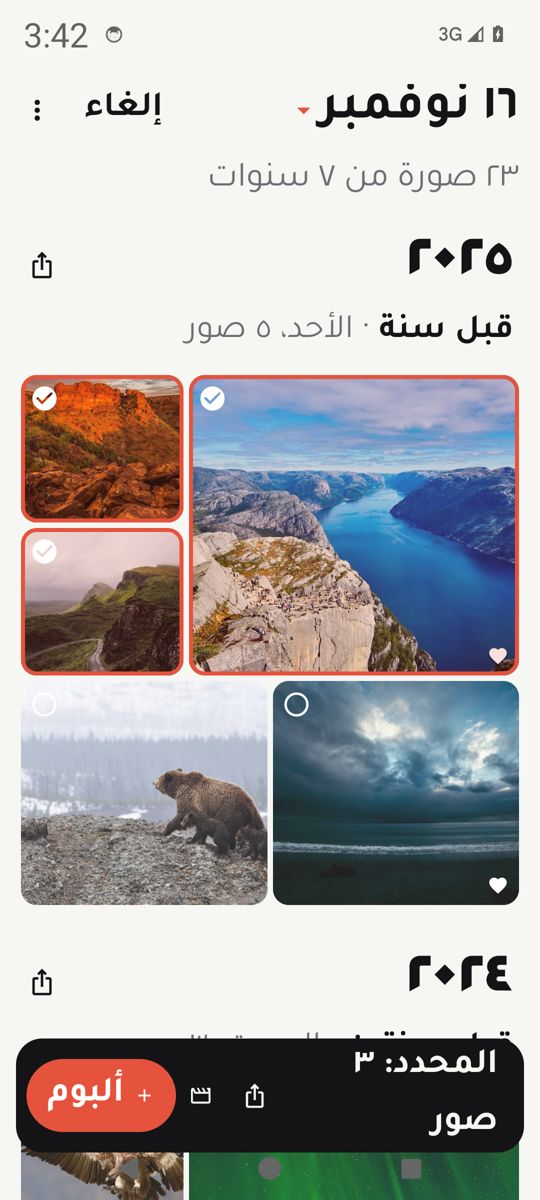 3:42
3G
١٦ نوفمبر
إلغاء
٢٣ صورة من ٧ سنوات
٢٠٢٥
قبل سنة · الأحد، ٥ صور
٢٠٢٤
المحدد: ٣
صور
+ ألبوم